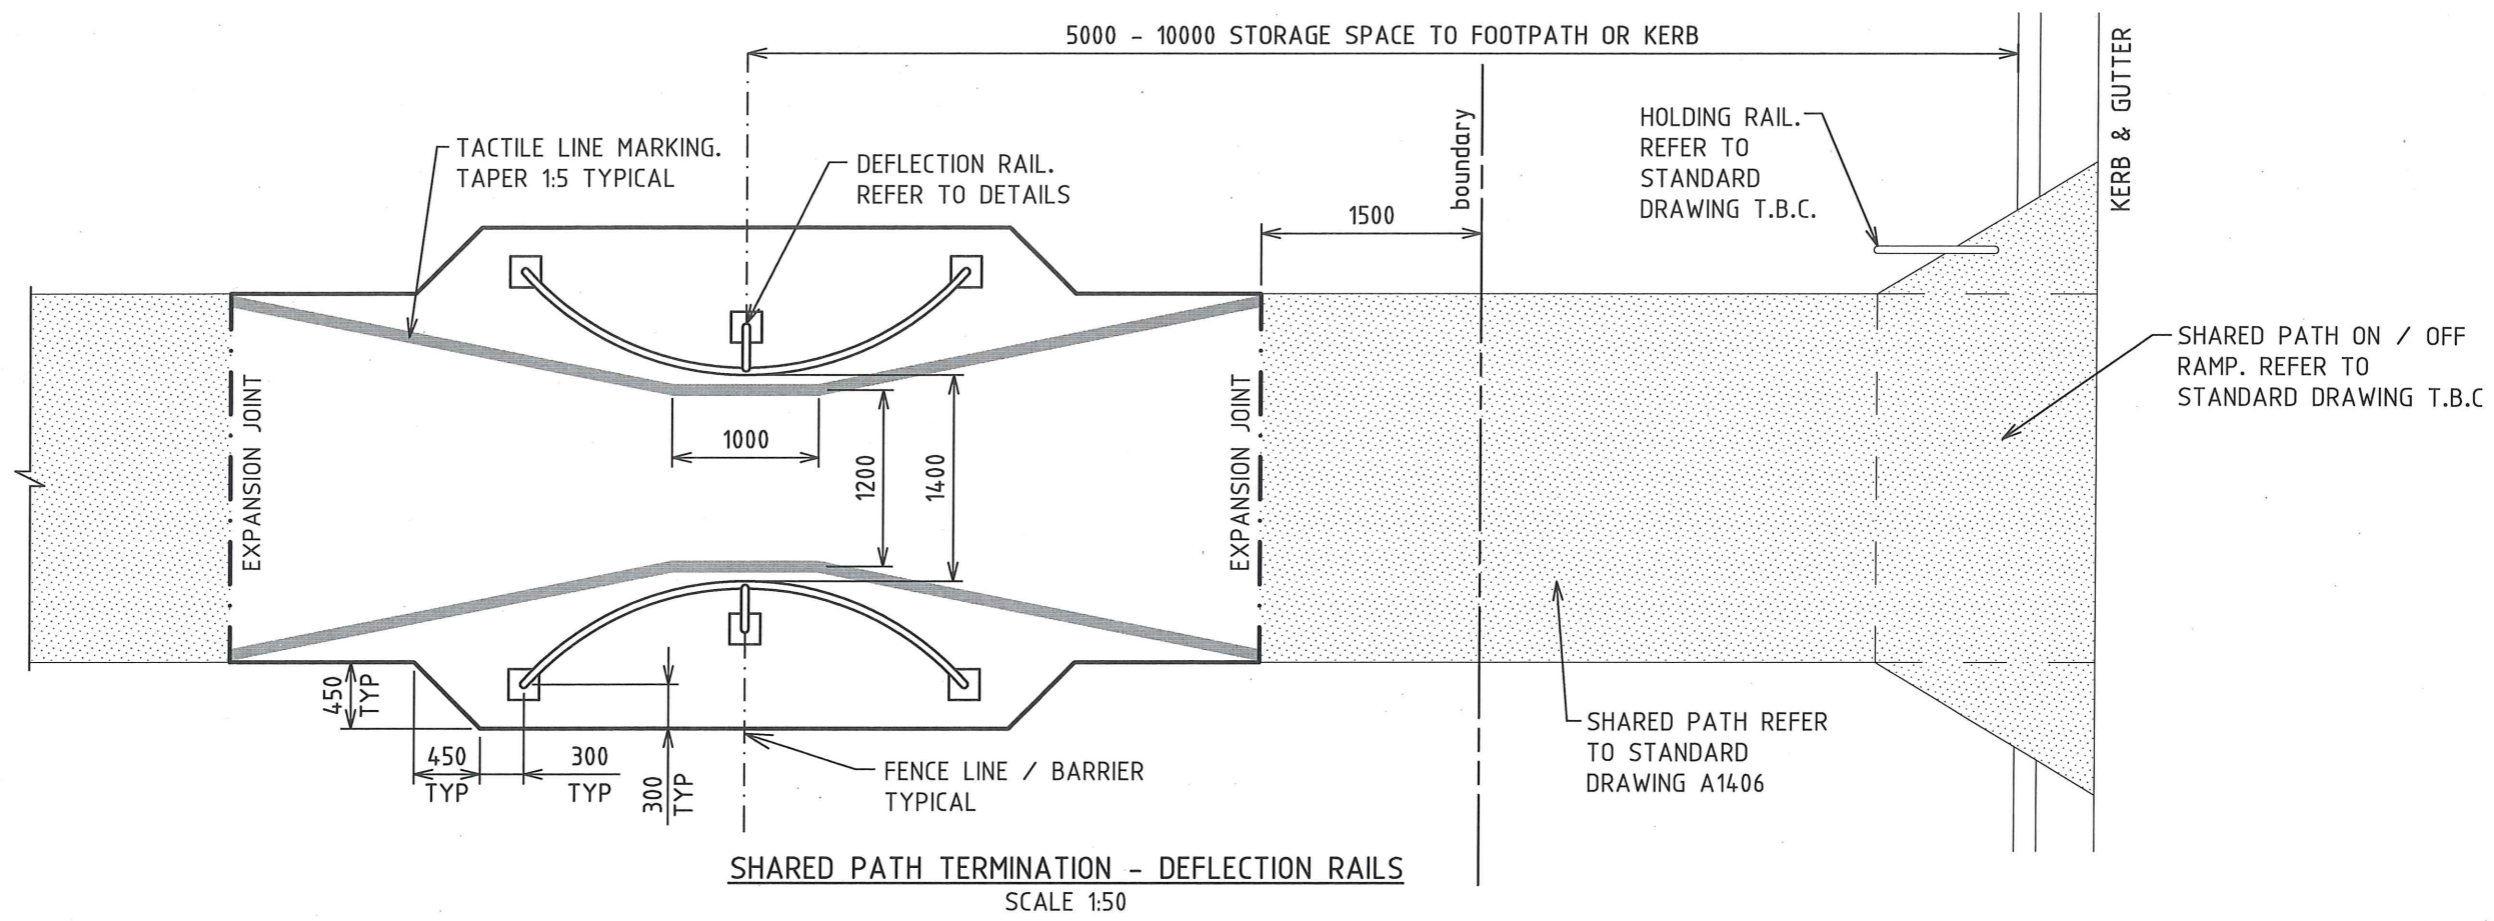 5000 - 10000 STORAGE SPACE TO FOOTPATH OR KERB
KERB & GUTTER
TACTILE LINE MARKING.
TAPER 1:5 TYPICAL
DEFLECTION RAIL.
REFER TO DETAILS
boundary
HOLDING RAIL.
REFER TO
STANDARD
DRAWING T.B.C.
1500
SHARED PATH ON / OFF
RAMP. REFER TO
STANDARD DRAWING T.B.C
EXPANSION JOINT
1000
1200
1400
EXPANSION JOINT
450
TYP
450
TYP
300
TYP
300
TYP
FENCE LINE / BARRIER
TYPICAL
SHARED PATH REFER
TO STANDARD
DRAWING A1406
SHARED PATH TERMINATION - DEFLECTION RAILS
SCALE 1:50